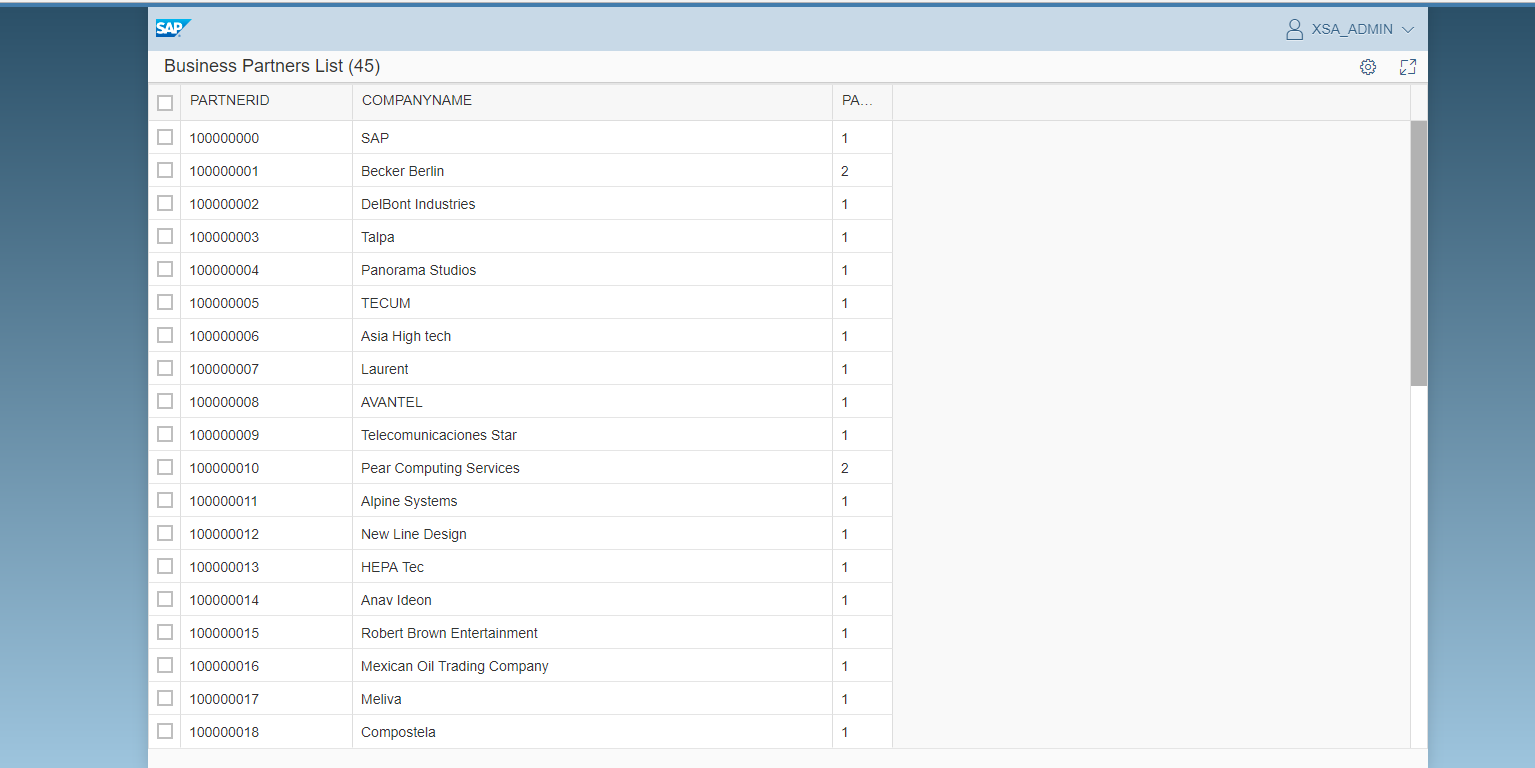 SAP
XSA_ADMIN
Business Partners List (45)
PARTNERID COMPANYNAME PA...
100000000 SAP 1
100000001 Becker Berlin 2
100000002 DelBont Industries 1
100000003 Talpa 1
100000004 Panorama Studios 1
100000005 TECUM 1
100000006 Asia High tech 1
100000007 Laurent 1
100000008 AVANTEL 1
100000009 Telecomunicaciones Star 1
100000010 Pear Computing Services 2
100000011 Alpine Systems 1
100000012 New Line Design 1
100000013 HEPA Tec 1
100000014 Anav Ideon 1
100000015 Robert Brown Entertainment 1
100000016 Mexican Oil Trading Company 1
100000017 Meliva 1
100000018 Compostela 1